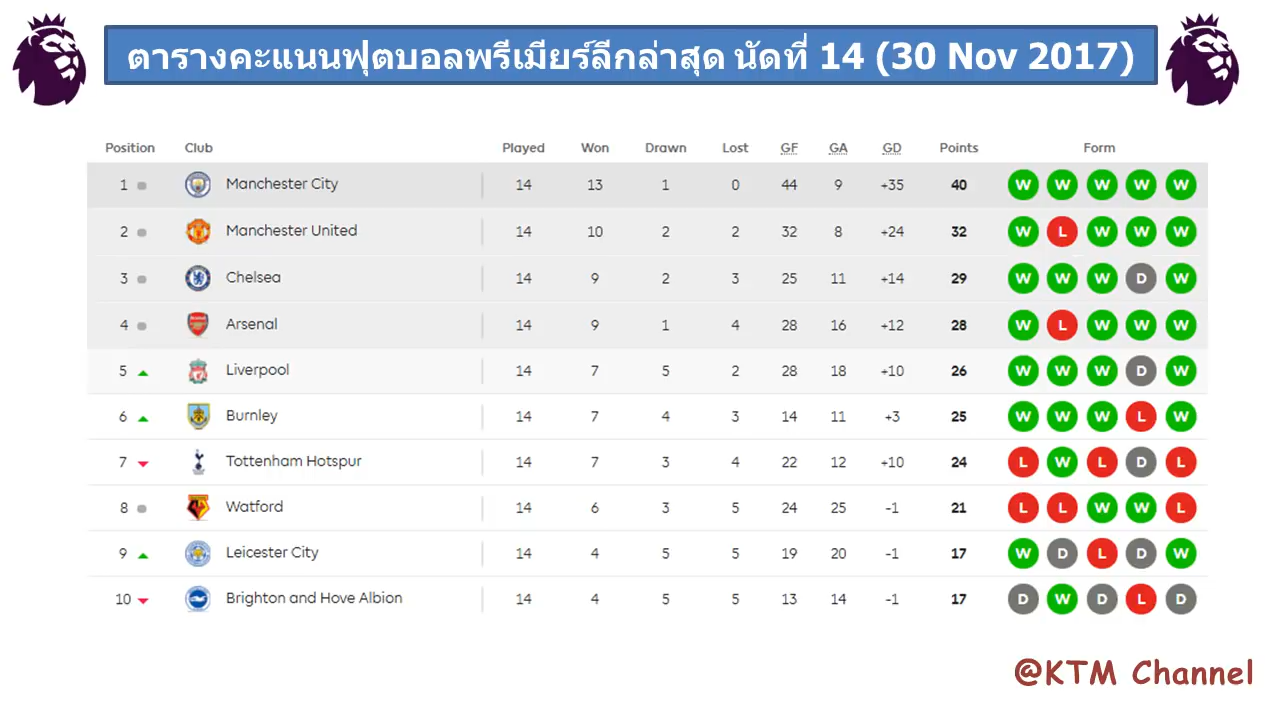 ตารางคะแนนฟุตบอลพรีเมียร์ลีกล่าสุด นัดที่ 14 (30 Nov 2017)
Position Club Played Won Drawn Lost GF GA GD Points Form
1 Manchester City 14 13 1 0 44 9 +35 40 W W W W W
2 Manchester United 14 10 2 2 32 8 +24 32 W L W W W
3 Chelsea 14 9 2 3 25 11 +14 29 W W W D W
4 Arsenal 14 9 1 4 28 16 +12 28 W L W W W
5 Liverpool 14 7 5 2 28 18 +10 26 W W W D W
6 Burnley 14 7 4 3 14 11 +3 25 W W W L W
7 Tottenham Hotspur 14 7 3 4 22 12 +10 24 L W L D L
8 Watford 14 6 3 5 24 25 -1 21 L L W W L
9 Leicester City 14 4 5 5 19 20 -1 17 W D L D W
10 Brighton and Hove Albion 14 4 5 5 13 14 -1 17 D W D L D
@KTM Channel